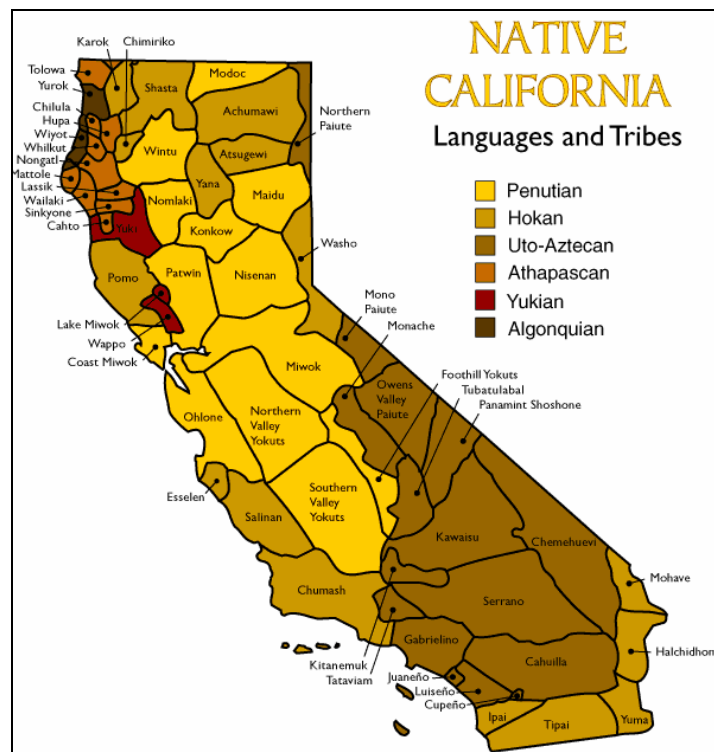 NATIVE
CALIFORNIA
Languages and Tribes
Penutian
Hokan
Uto-Aztecan
Athapascan
Yukian
Algonquian
Karok
Chimiriko
Tolowa
Yurok
Chilula
Hupa
Wiyot
Whilkut
Nongatl
Mattole
Lassik
Wailaki
Sinkyone
Cahto
Shasta
Modoc
Achumawi
Northern
Paiute
Atsugewi
Wintu
Yana
Maidu
Nomlaki
Yuki
Konkow
Washo
Pomo
Patwin
Nisenan
Lake Miwok
Wappo
Coast Miwok
Mono
Paiute
Monache
Miwok
Foothill Yokuts
Tubatulabal
Panamint Shoshone
Owens
Valley
Paiute
Ohlone
Northern
Valley
Yokuts
Esselen
Southern
Valley
Yokuts
Salinan
Kawaisu
Chemehuevi
Mohave
Chumash
Serrano
Halchidhom
Kitanemuk
Tataviam
Gabrielino
Cahuilla
Juaneño
Luiseño
Cupeño
Ipai
Tipai
Yuma